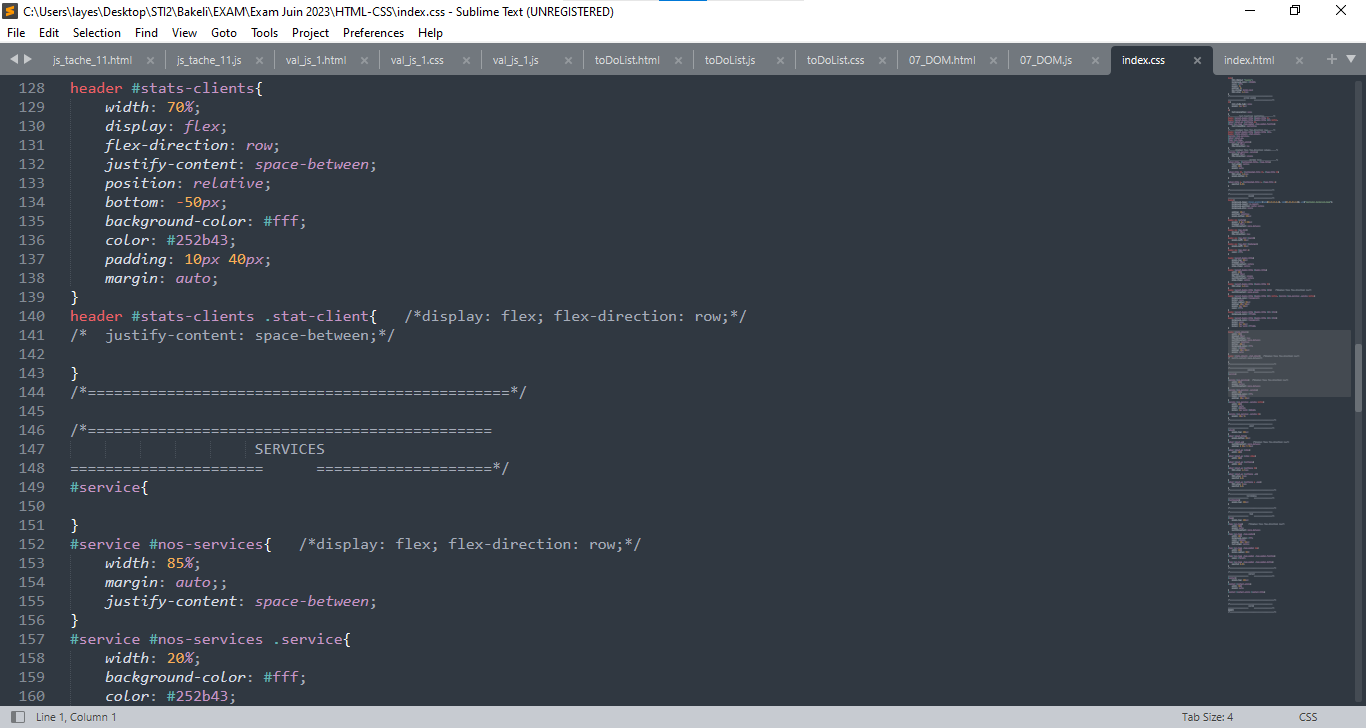 C:\Users\layes\Desktop\STI2\Bakeli\EXAM\Exam Juin 2023\HTML-CSS\index.css - Sublime Text (UNREGISTERED)
File Edit Selection Find View Goto Tools Project Preferences Help
js_tache_11.html js_tache_11.js val_js_1.html val_js_1.css val_js_1.js toDoList.html toDoList.js toDoList.css 07_DOM.html 07_DOM.js index.css index.html
128 header #stats-clients{
129 width: 70%;
130 display: flex;
131 flex-direction: row;
132 justify-content: space-between;
133 position: relative;
134 bottom: -50px;
135 background-color: #fff;
136 color: #252b43;
137 padding: 10px 40px;
138 margin: auto;
139 }
140 header #stats-clients .stat-client{ /*display: flex; flex-direction: row;*/
141 /* justify-content: space-between;*/
142
143 }
144 /*================================================*/
145
146 /*==============================================
147 SERVICES
148 ====================== ====================*/
149 #service{
150
151 }
152 #service #nos-services{ /*display: flex; flex-direction: row;*/
153 width: 85%;
154 margin: auto;;
155 justify-content: space-between;
156 }
157 #service #nos-services .service{
158 width: 20%;
159 background-color: #fff;
160 color: #252b43;
Line 1, Column 1 Tab Size: 4 CSS